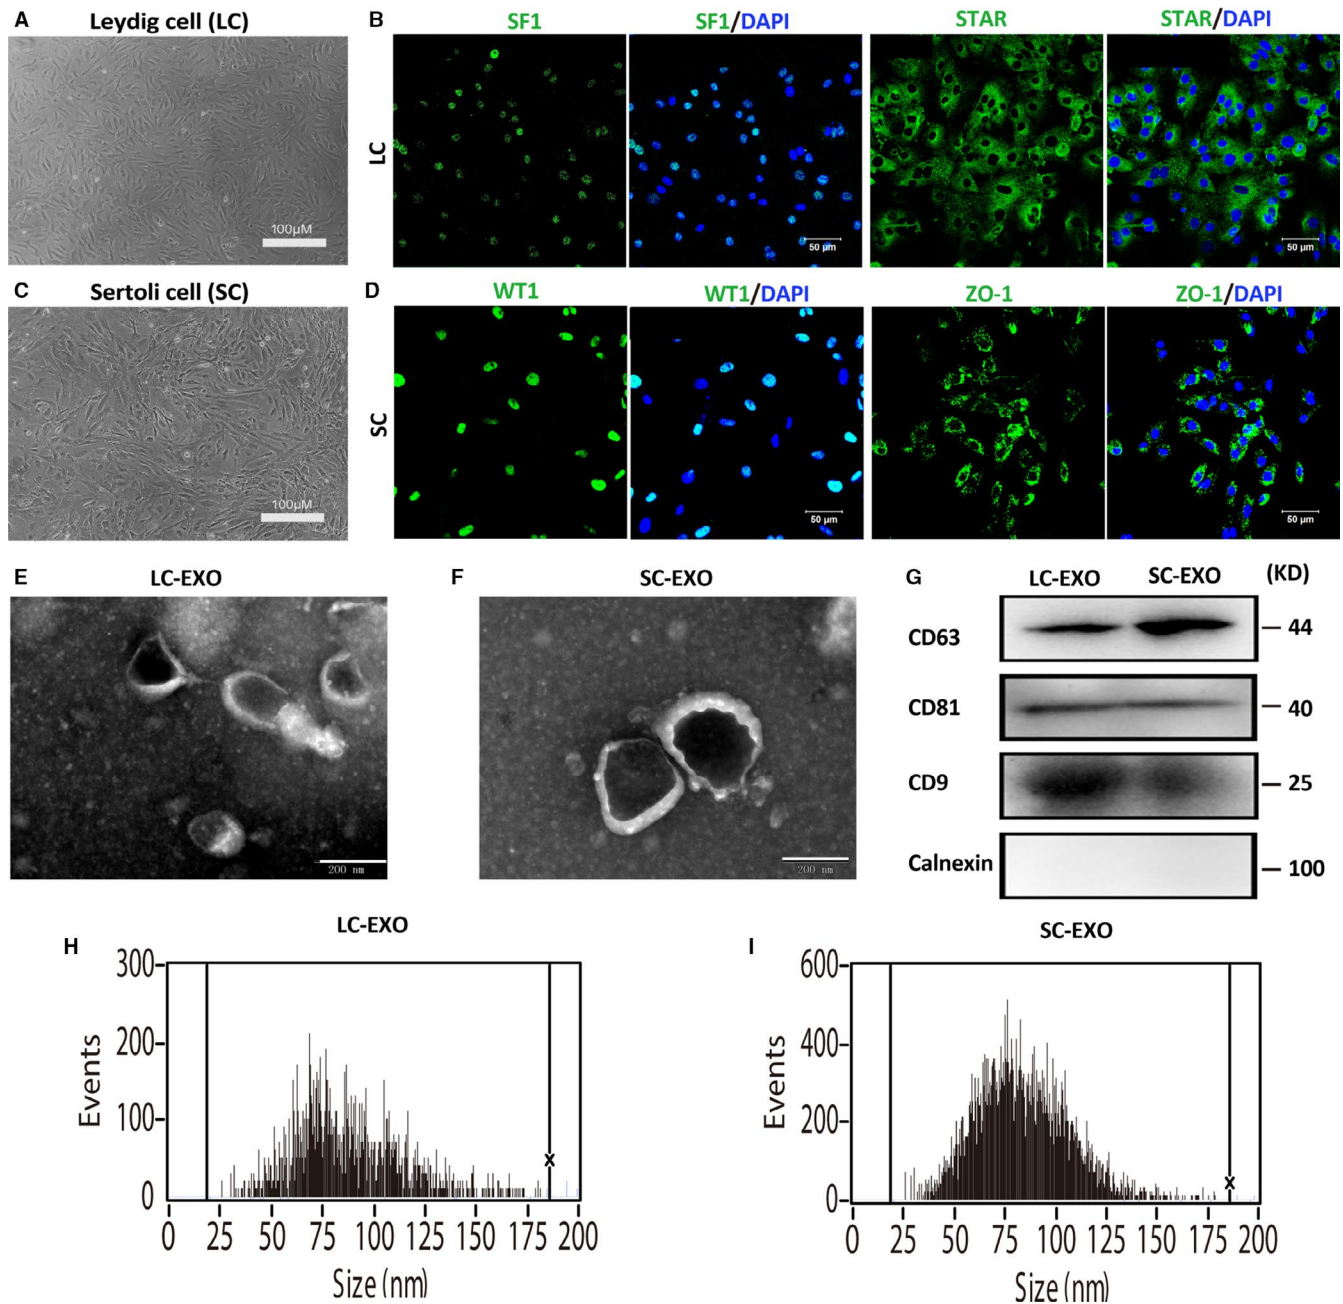 A
Leydig cell (LC)
100µM
B
SF1
SF1/DAPI
STAR
STAR/DAPI
LC
50 µm
50 µm
C
Sertoli cell (SC)
100µM
D
WT1
WT1/DAPI
ZO-1
ZO-1/DAPI
SC
50 µm
50 µm
E
LC-EXO
200 nm
F
SC-EXO
200 nm
G
LC-EXO SC-EXO (KD)
CD63 44
CD81 40
CD9 25
Calnexin 100
H
LC-EXO
300
200
100
0
Events
0 25 50 75 100 125 150 175 200
Size (nm)
x
I
SC-EXO
600
400
200
0
Events
0 25 50 75 100 125 150 175 200
Size (nm)
x